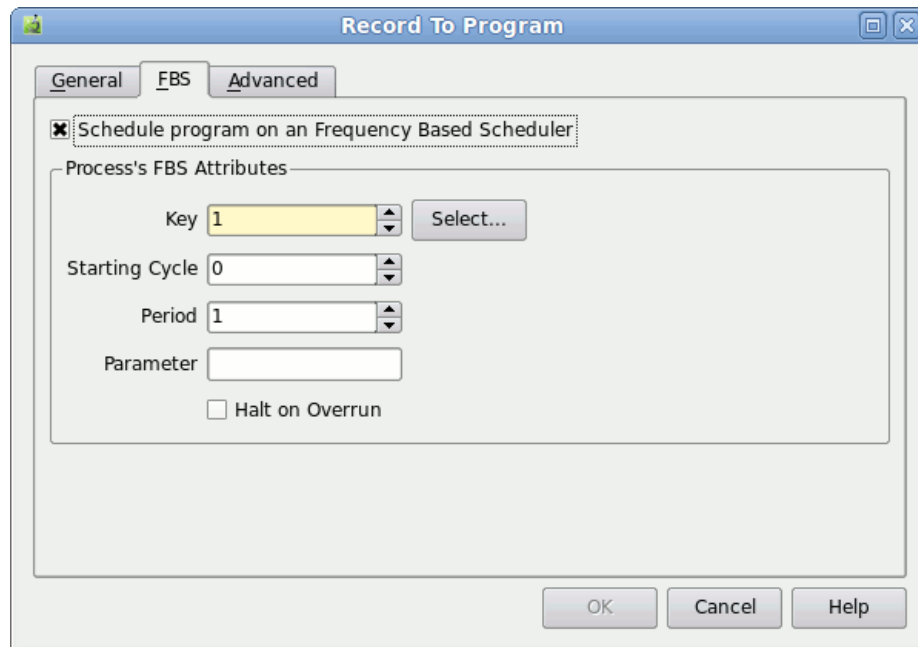 Record To Program
General FBS Advanced
Schedule program on an Frequency Based Scheduler
Process's FBS Attributes
Key 1 Select...
Starting Cycle 0
Period 1
Parameter
Halt on Overrun
OK Cancel Help